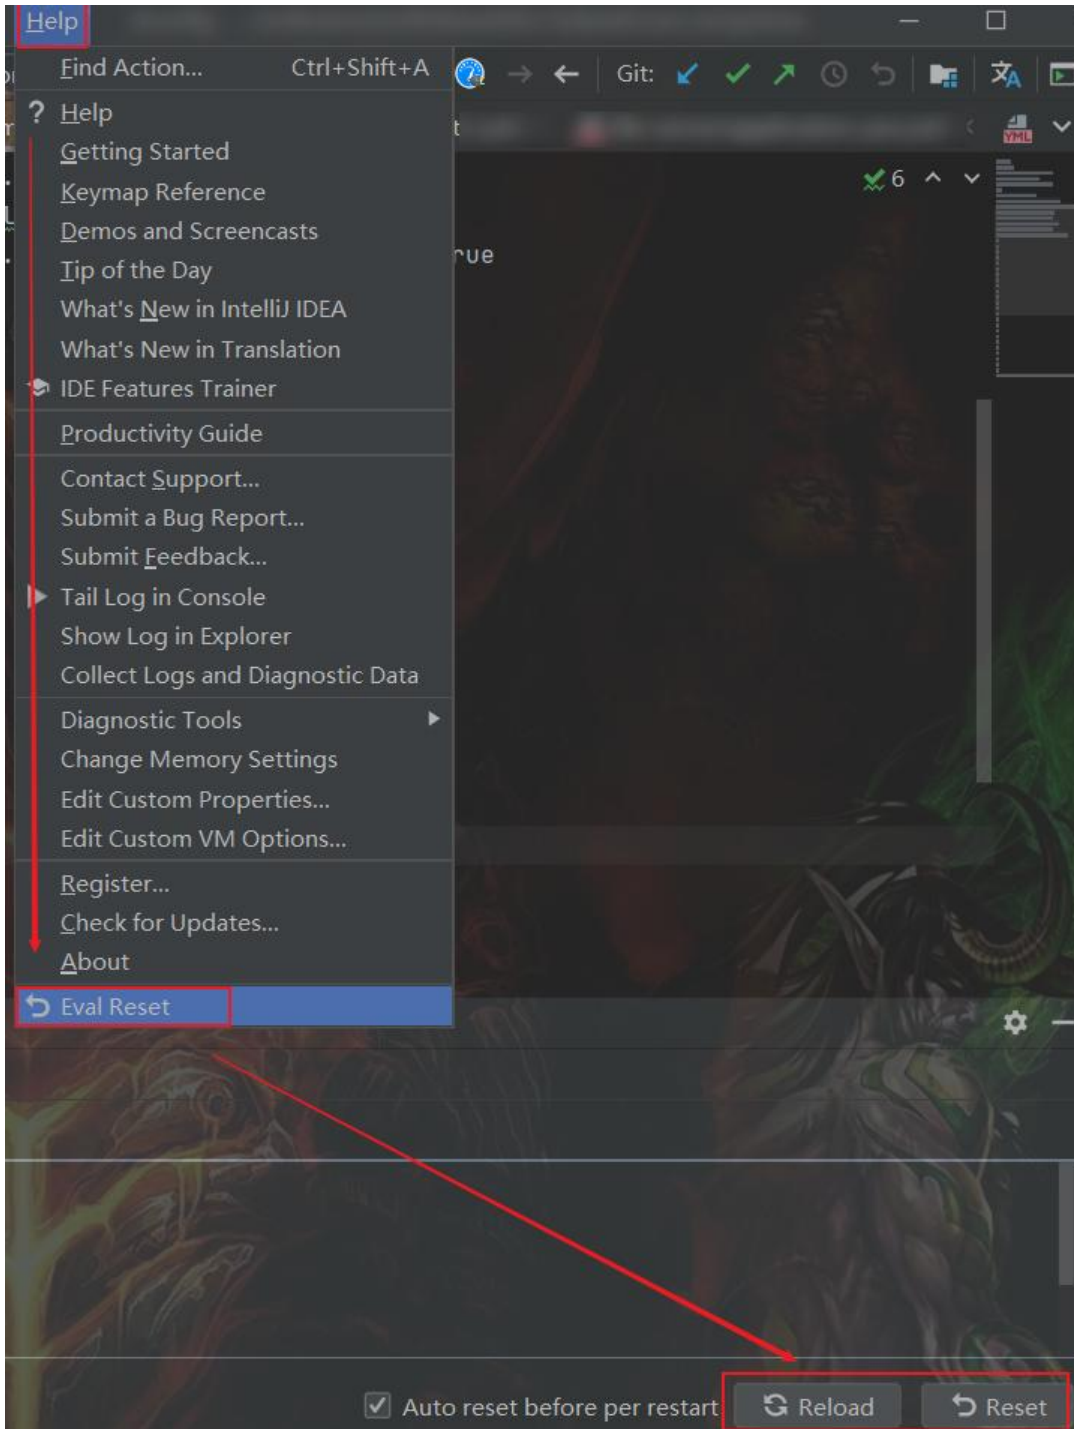 Help
Find Action... Ctrl+Shift+A
Git:
? Help
Getting Started
YML
Keymap Reference
6
Demos and Screencasts
rue
Tip of the Day
What's New in IntelliJ IDEA
What's New in Translation
IDE Features Trainer
Productivity Guide
Contact Support...
Submit a Bug Report...
Submit Feedback...
Tail Log in Console
Show Log in Explorer
Collect Logs and Diagnostic Data
Diagnostic Tools
Change Memory Settings
Edit Custom Properties...
Edit Custom VM Options...
Register...
Check for Updates...
About
Eval Reset
Auto reset before per restart Reload Reset